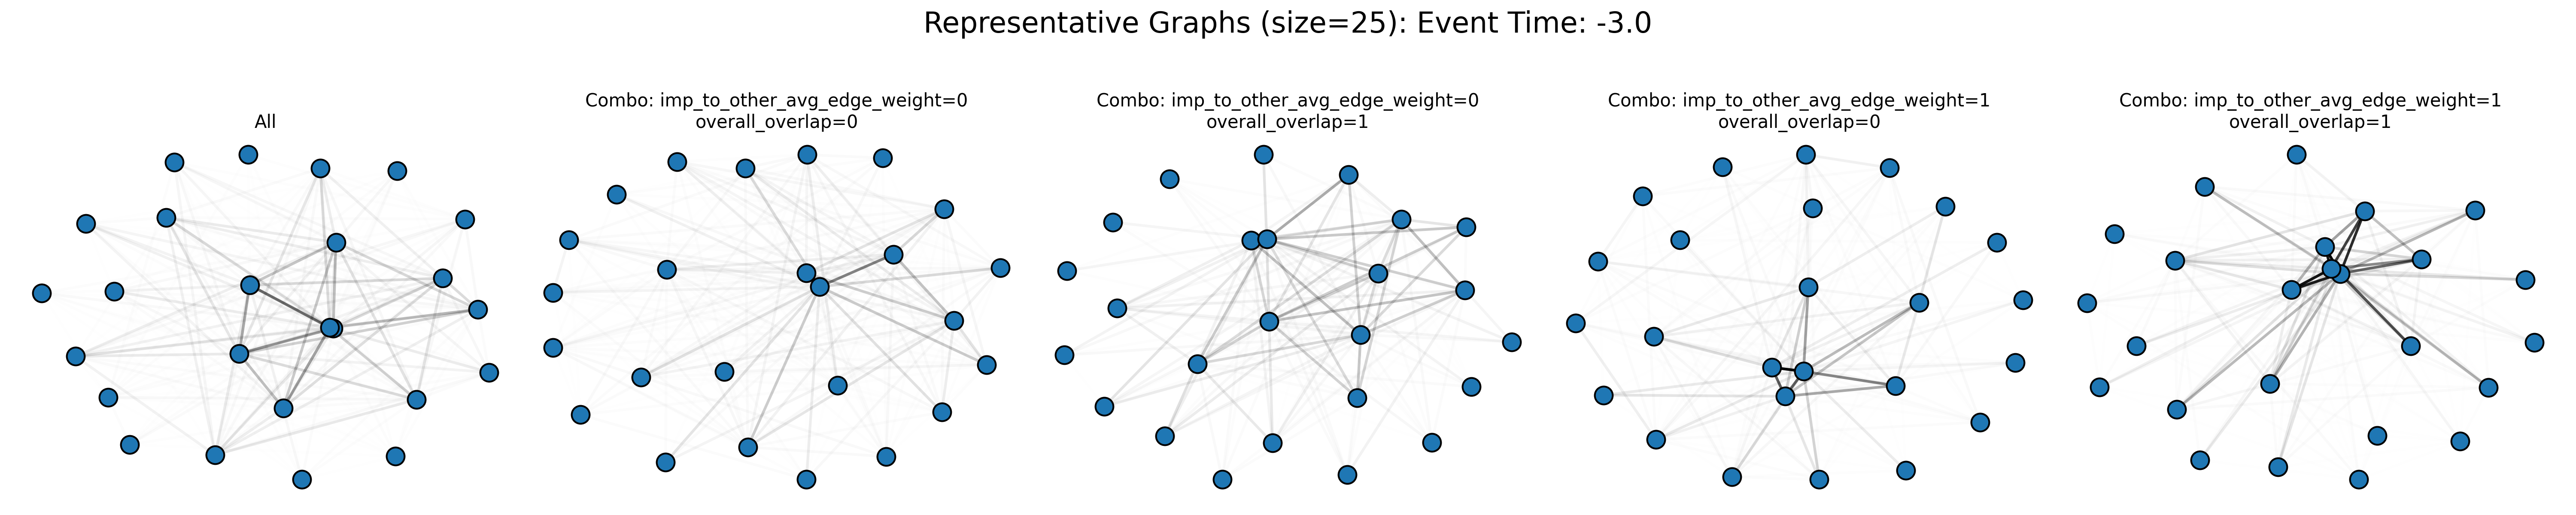 Representative Graphs (size=25): Event Time: -3.0
All
Combo: imp_to_other_avg_edge_weight=0
overall_overlap=0
Combo: imp_to_other_avg_edge_weight=0
overall_overlap=1
Combo: imp_to_other_avg_edge_weight=1
overall_overlap=0
Combo: imp_to_other_avg_edge_weight=1
overall_overlap=1